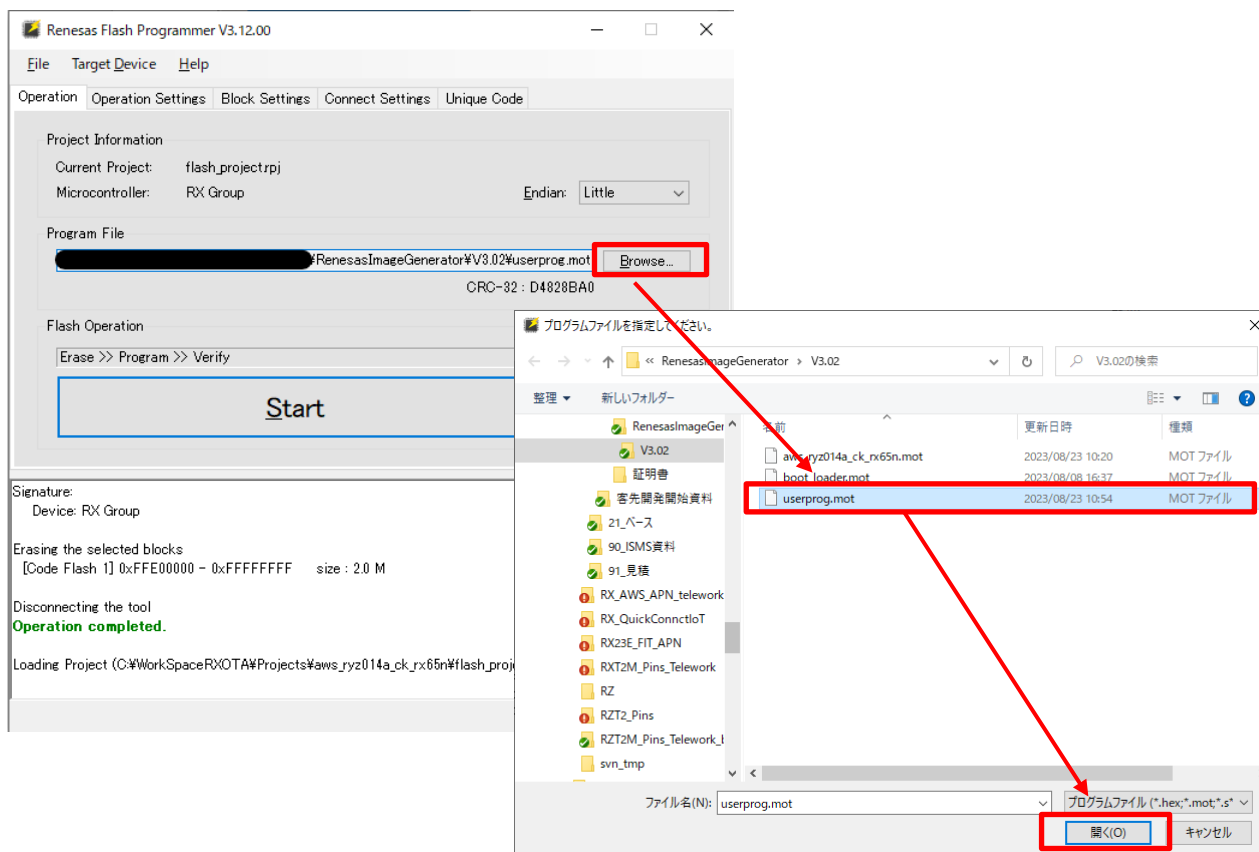 Renesas Flash Programmer V3.12.00
File Target Device Help
Operation Operation Settings Block Settings Connect Settings Unique Code
Project Information
Current Project: flash_project.rpj
Microcontroller: RX Group
Endian: Little
Program File
¥RenesasImageGenerator¥V3.02¥userprog.mot
Browse...
CRC-32 : D4828BA0
Flash Operation
Erase >> Program >> Verify
Start
Signature:
Device: RX Group
Erasing the selected blocks
[Code Flash 1] 0xFFE00000 - 0xFFFFFFFF size : 2.0 M
Disconnecting the tool
Operation completed.
Loading Project (C:¥WorkSpaceRXOTA¥Projects¥aws_ryz014a_ck_rx65n¥flash_proj
プログラムファイルを指定してください。
« RenesasImageGenerator › V3.02
V3.02の検索
整理 新しいフォルダー
RenesasImageGer
V3.02
証明書
客先開発開始資料
21_ベース
90_ISMS資料
91_見積
RX_AWS_APN_telework
RX_QuickConnctIoT
RX23E_FIT_APN
RXT2M_Pins_Telework
RZ
RZT2_Pins
RZT2M_Pins_Telework_t
svn_tmp
名前 更新日時 種類
aws_ryz014a_ck_rx65n.mot 2023/08/23 10:20 MOT ファイル
boot_loader.mot 2023/08/08 16:37 MOT ファイル
userprog.mot 2023/08/23 10:54 MOT ファイル
ファイル名(N): userprog.mot
プログラムファイル (*.hex;*.mot;*.s*
開く(O) キャンセル